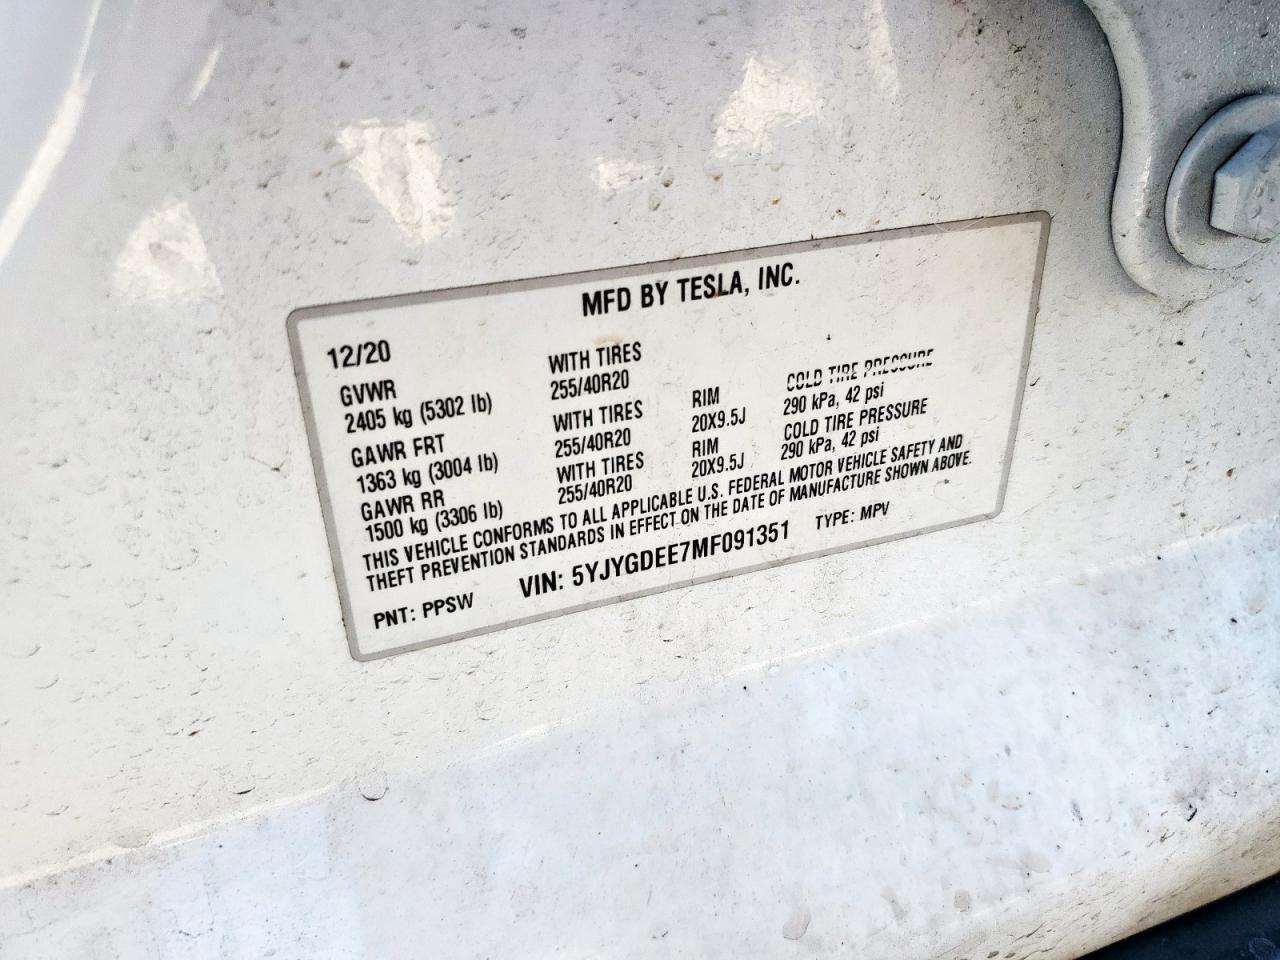 MFD BY TESLA, INC.
12/20
GVWR WITH TIRES
2405 kg (5302 lb) 255/40R20 RIM COLD TIRE PRESSURE
GAWR FRT WITH TIRES 20X9.5J 290 kPa, 42 psi
1363 kg (3004 lb) 255/40R20 RIM COLD TIRE PRESSURE
GAWR RR WITH TIRES 20X9.5J 290 kPa, 42 psi
1500 kg (3306 lb) 255/40R20
THIS VEHICLE CONFORMS TO ALL APPLICABLE U.S. FEDERAL MOTOR VEHICLE SAFETY AND
THEFT PREVENTION STANDARDS IN EFFECT ON THE DATE OF MANUFACTURE SHOWN ABOVE.
PNT: PPSW VIN: 5YJYGDEE7MF091351 TYPE: MPV